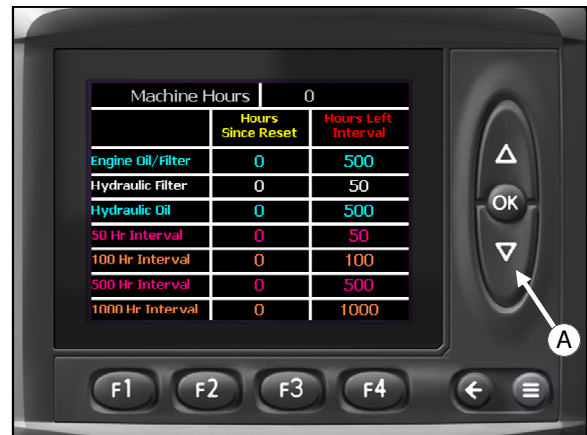 Machine Hours 0
Hours Since Reset Hours Left Interval
Engine Oil/Filter 0 500
Hydraulic Filter 0 50
Hydraulic Oil 0 500
50 Hr Interval 0 50
100 Hr Interval 0 100
500 Hr Interval 0 500
1000 Hr Interval 0 1000
OK
A
F1 F2 F3 F4